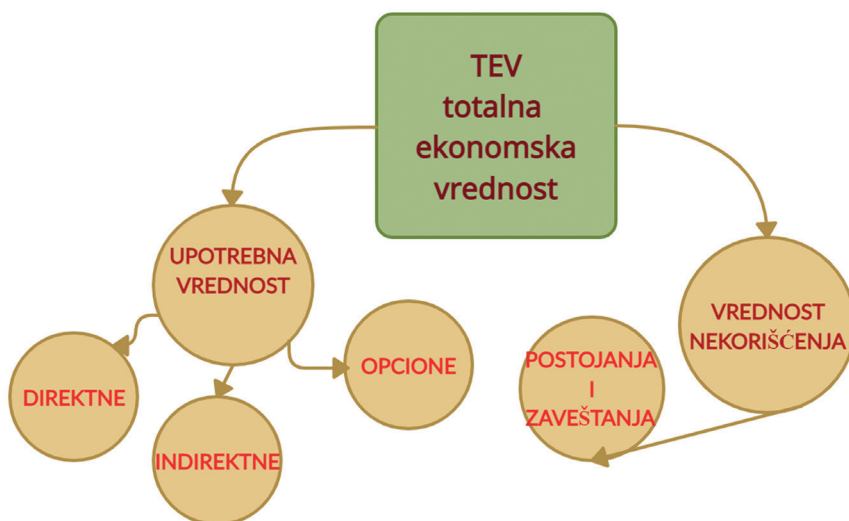 TEV
totalna
ekonomska
vrednost
UPOTREBNA
VREDNOST
VREDNOST
NEKORIŠĆENJA
DIREKTNE
INDIREKTNE
OPCIONE
POSTOJANJA
I
ZAVEŠTANJA